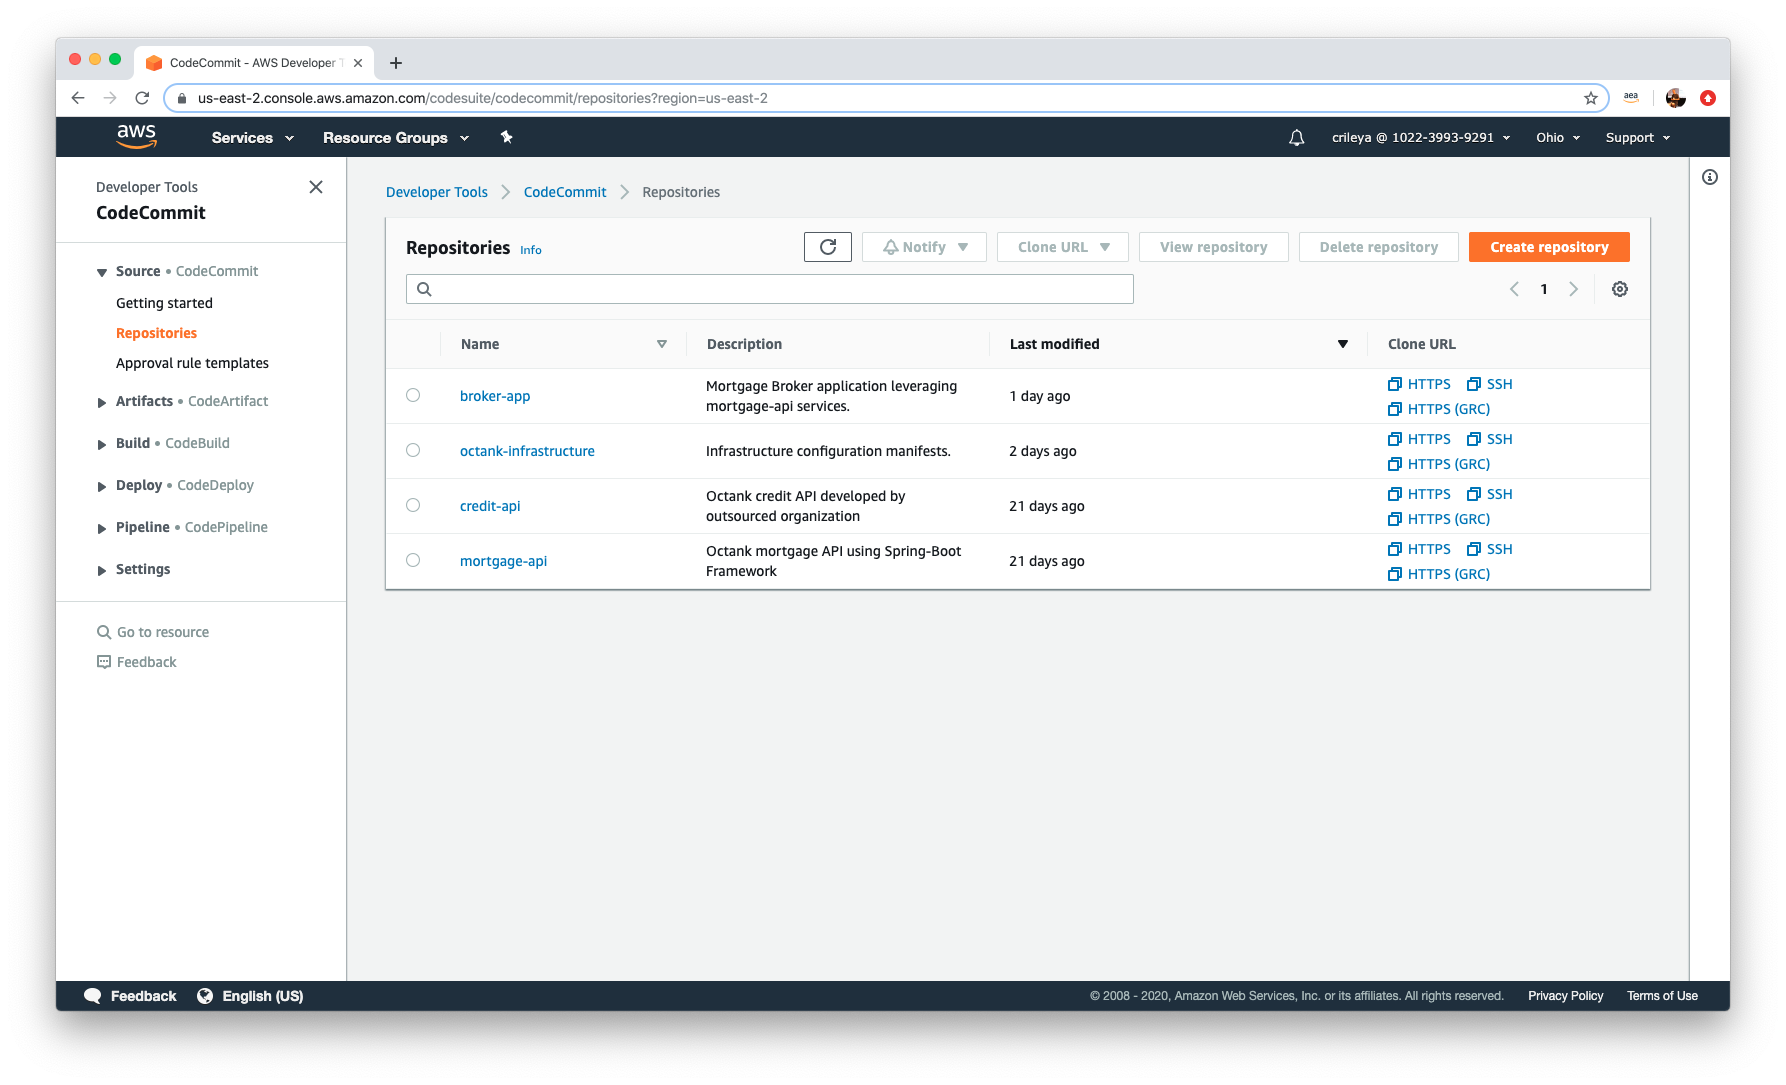 CodeCommit - AWS Developer
us-east-2.console.aws.amazon.com/codesuite/codecommit/repositories?region=us-east-2
aea
aws
Services
Resource Groups
crileya @ 1022-3993-9291
Ohio
Support
Developer Tools
CodeCommit
Source • CodeCommit
Getting started
Repositories
Approval rule templates
Artifacts • CodeArtifact
Build • CodeBuild
Deploy • CodeDeploy
Pipeline • CodePipeline
Settings
Go to resource
Feedback
Developer Tools
CodeCommit
Repositories
Repositories Info
Notify
Clone URL
View repository
Delete repository
Create repository
1
Name
Description
Last modified
Clone URL
broker-app
Mortgage Broker application leveraging
mortgage-api services.
1 day ago
HTTPS SSH
HTTPS (GRC)
octank-infrastructure
Infrastructure configuration manifests.
2 days ago
HTTPS SSH
HTTPS (GRC)
credit-api
Octank credit API developed by
outsourced organization
21 days ago
HTTPS SSH
HTTPS (GRC)
mortgage-api
Octank mortgage API using Spring-Boot
Framework
21 days ago
HTTPS SSH
HTTPS (GRC)
Feedback
English (US)
© 2008 - 2020, Amazon Web Services, Inc. or its affiliates. All rights reserved.
Privacy Policy
Terms of Use